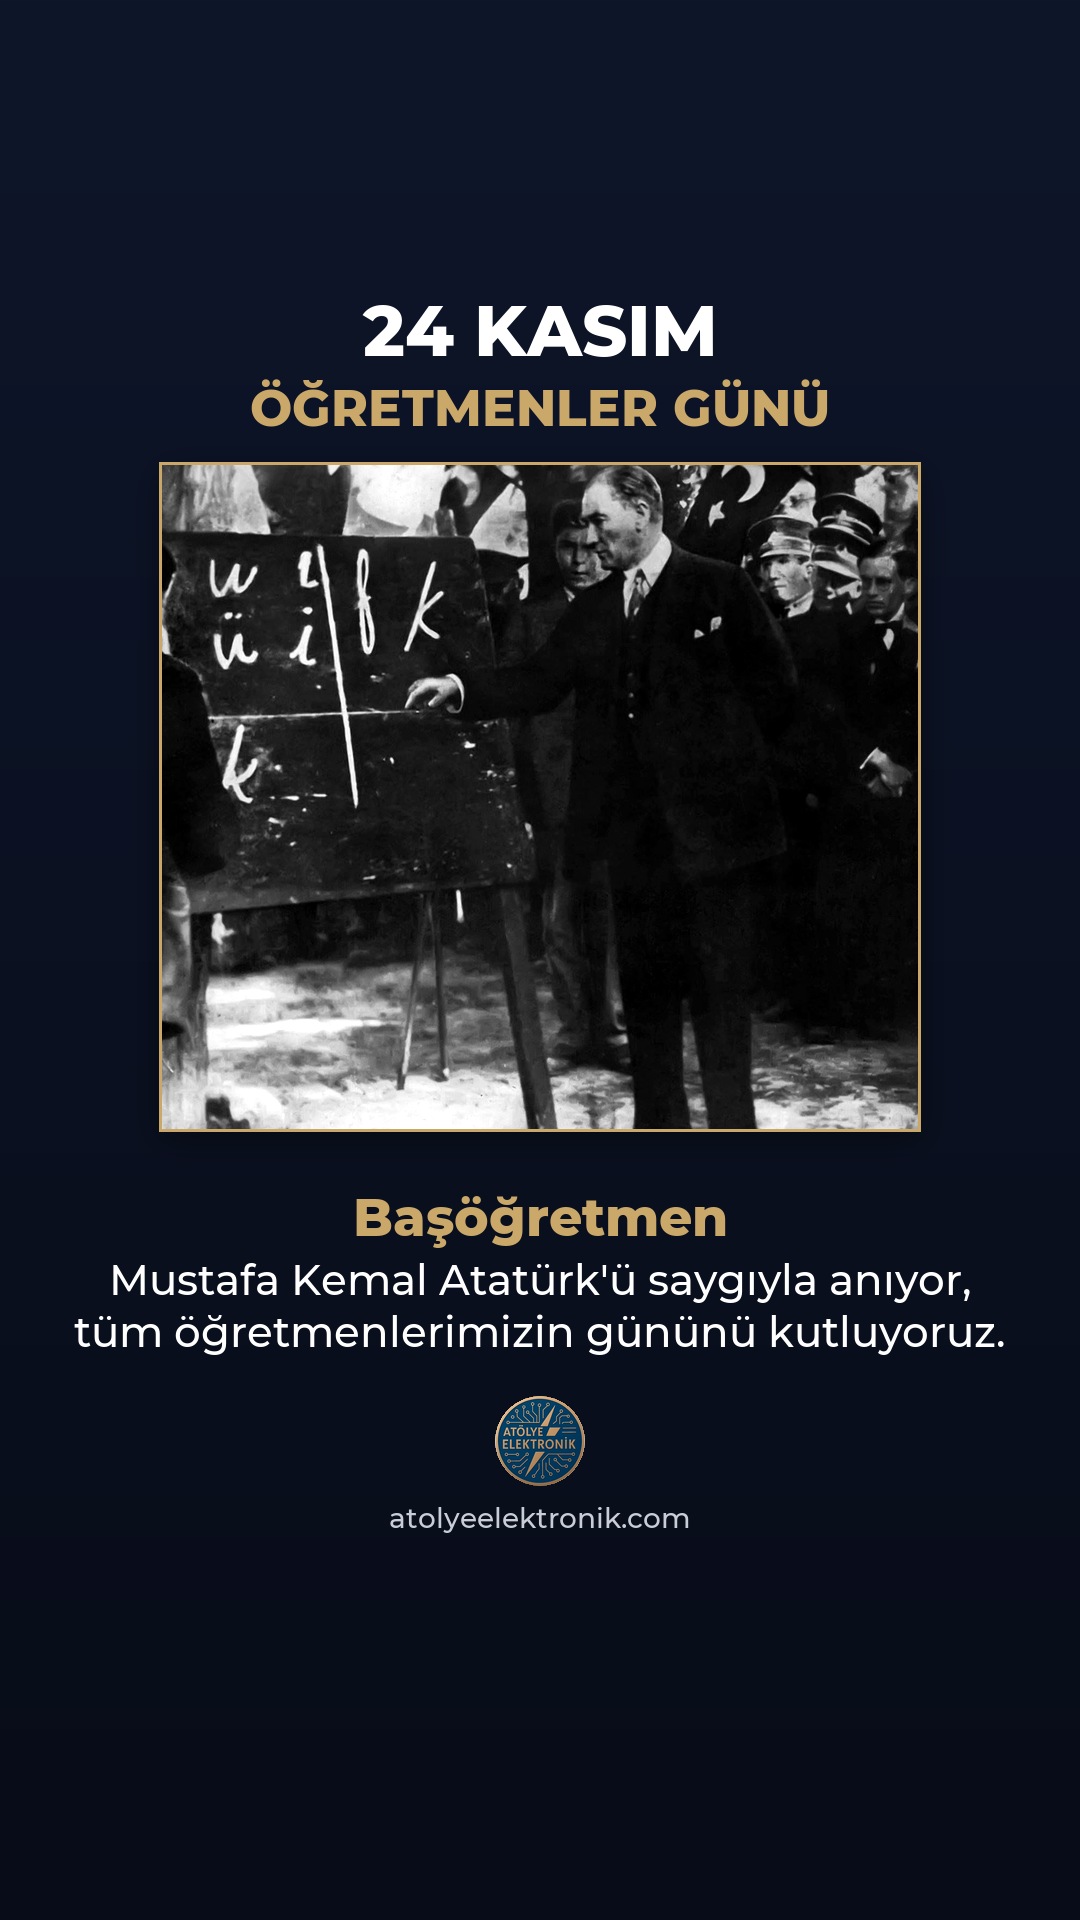 24 KASIM
ÖĞRETMENLER GÜNÜ
u ı f k
ü i
k
Başöğretmen
Mustafa Kemal Atatürk'ü saygıyla anıyor,
tüm öğretmenlerimizin gününü kutluyoruz.
ATÖLYE
ELEKTRONİK
atolyeelektronik.com